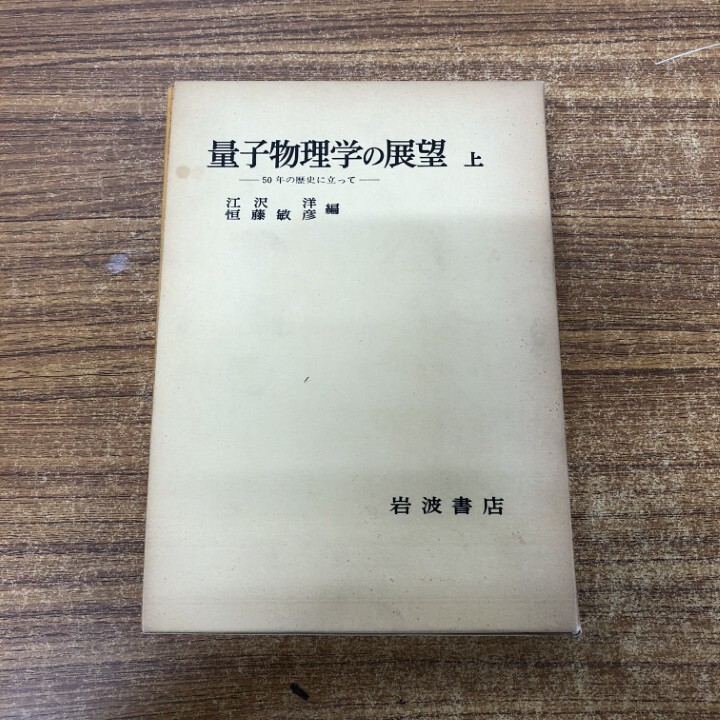 量子物理学の展望 上
── 50年の歴史に立って ──
江沢 洋
恒藤敏彦 編
岩波書店